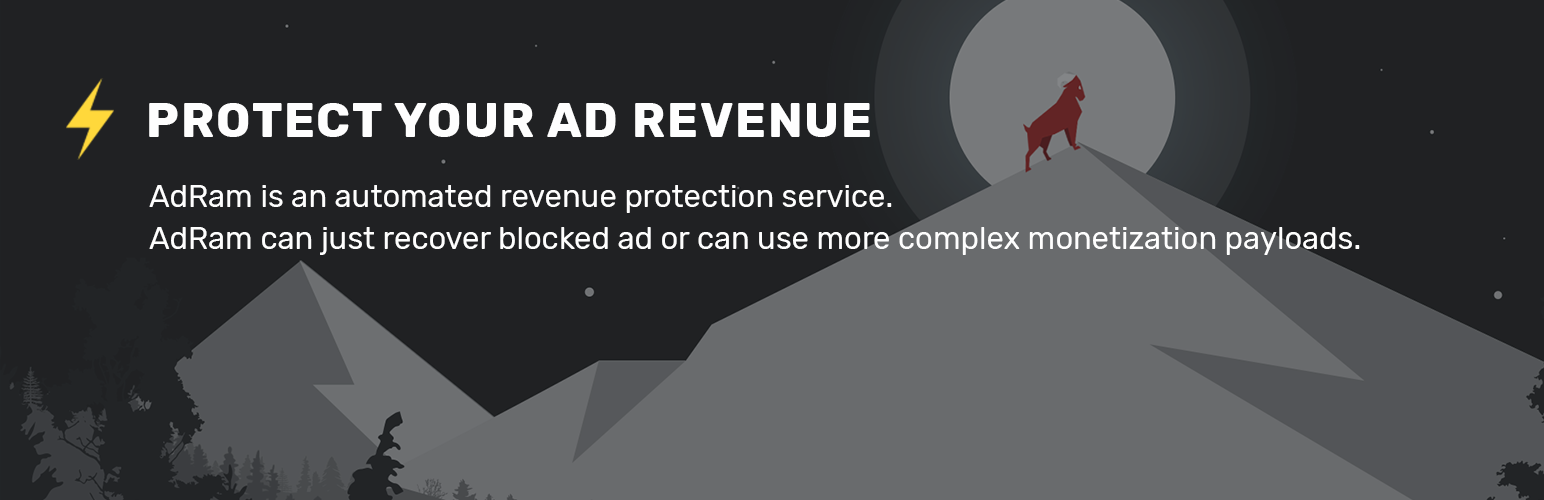 PROTECT YOUR AD REVENUE
AdRam is an automated revenue protection service.
AdRam can just recover blocked ad or can use more complex monetization payloads.